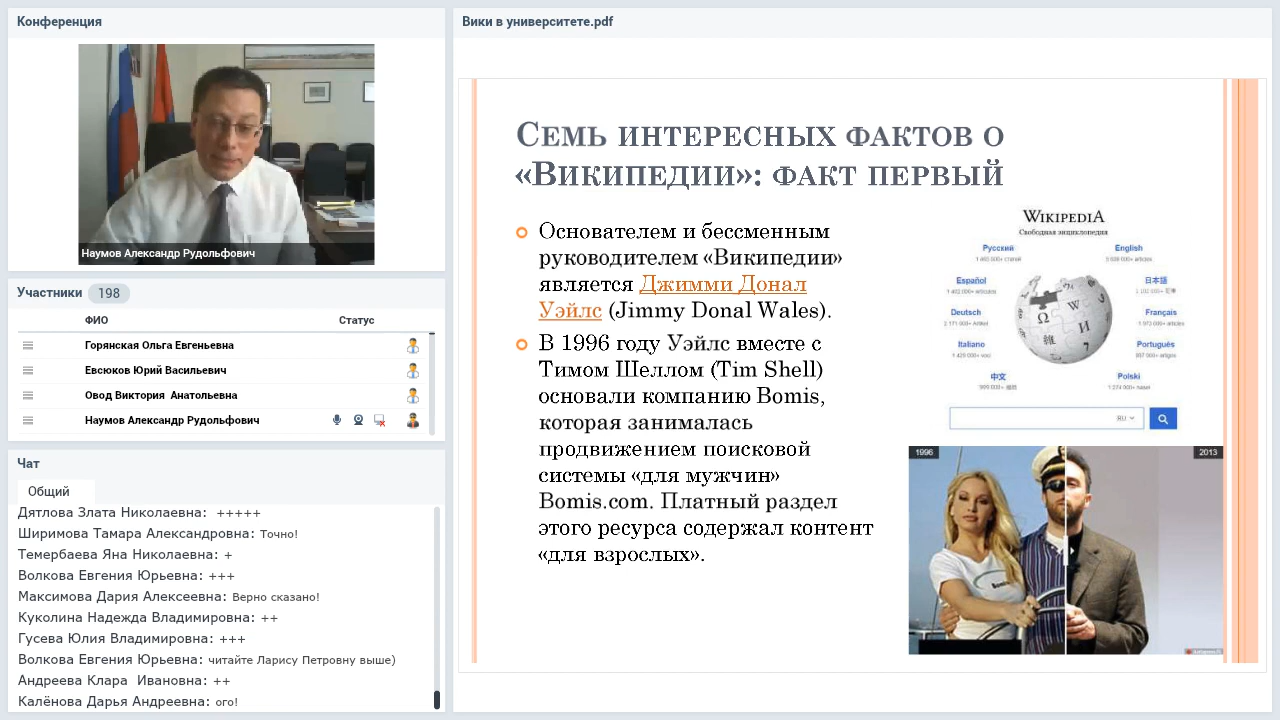 Конференция
Наумов Александр Рудольфович
Участники 198
ФИО Статус
Горянская Ольга Евгеньевна
Евсюков Юрий Васильевич
Овод Виктория Анатольевна
Наумов Александр Рудольфович
Чат
Общий
Дятлова Злата Николаевна: +++++
Ширимова Тамара Александровна: Точно!
Темербаева Яна Николаевна: +
Волкова Евгения Юрьевна: +++
Максимова Дария Алексеевна: Верно сказано!
Куколина Надежда Владимировна: ++
Гусева Юлия Владимировна: +++
Волкова Евгения Юрьевна: читайте Ларису Петровну выше)
Андреева Клара Ивановна: ++
Калёнова Дарья Андреевна: ого!
Вики в университете.pdf
Семь интересных фактов о
«Википедии»: факт первый
Основателем и бессменным
руководителем «Википедии»
является Джимми Донал
Уэйлс (Jimmy Donal Wales).
В 1996 году Уэйлс вместе с
Тимом Шеллом (Tim Shell)
основали компанию Bomis,
которая занималась
продвижением поисковой
системы «для мужчин»
Bomis.com. Платный раздел
этого ресурса содержал контент
«для взрослых».
WIKIPEDIA
Свободная энциклопедия
Русский
English
Español
日本語
Deutsch
Français
Italiano
Português
中文
Polski
RU
1996
2013